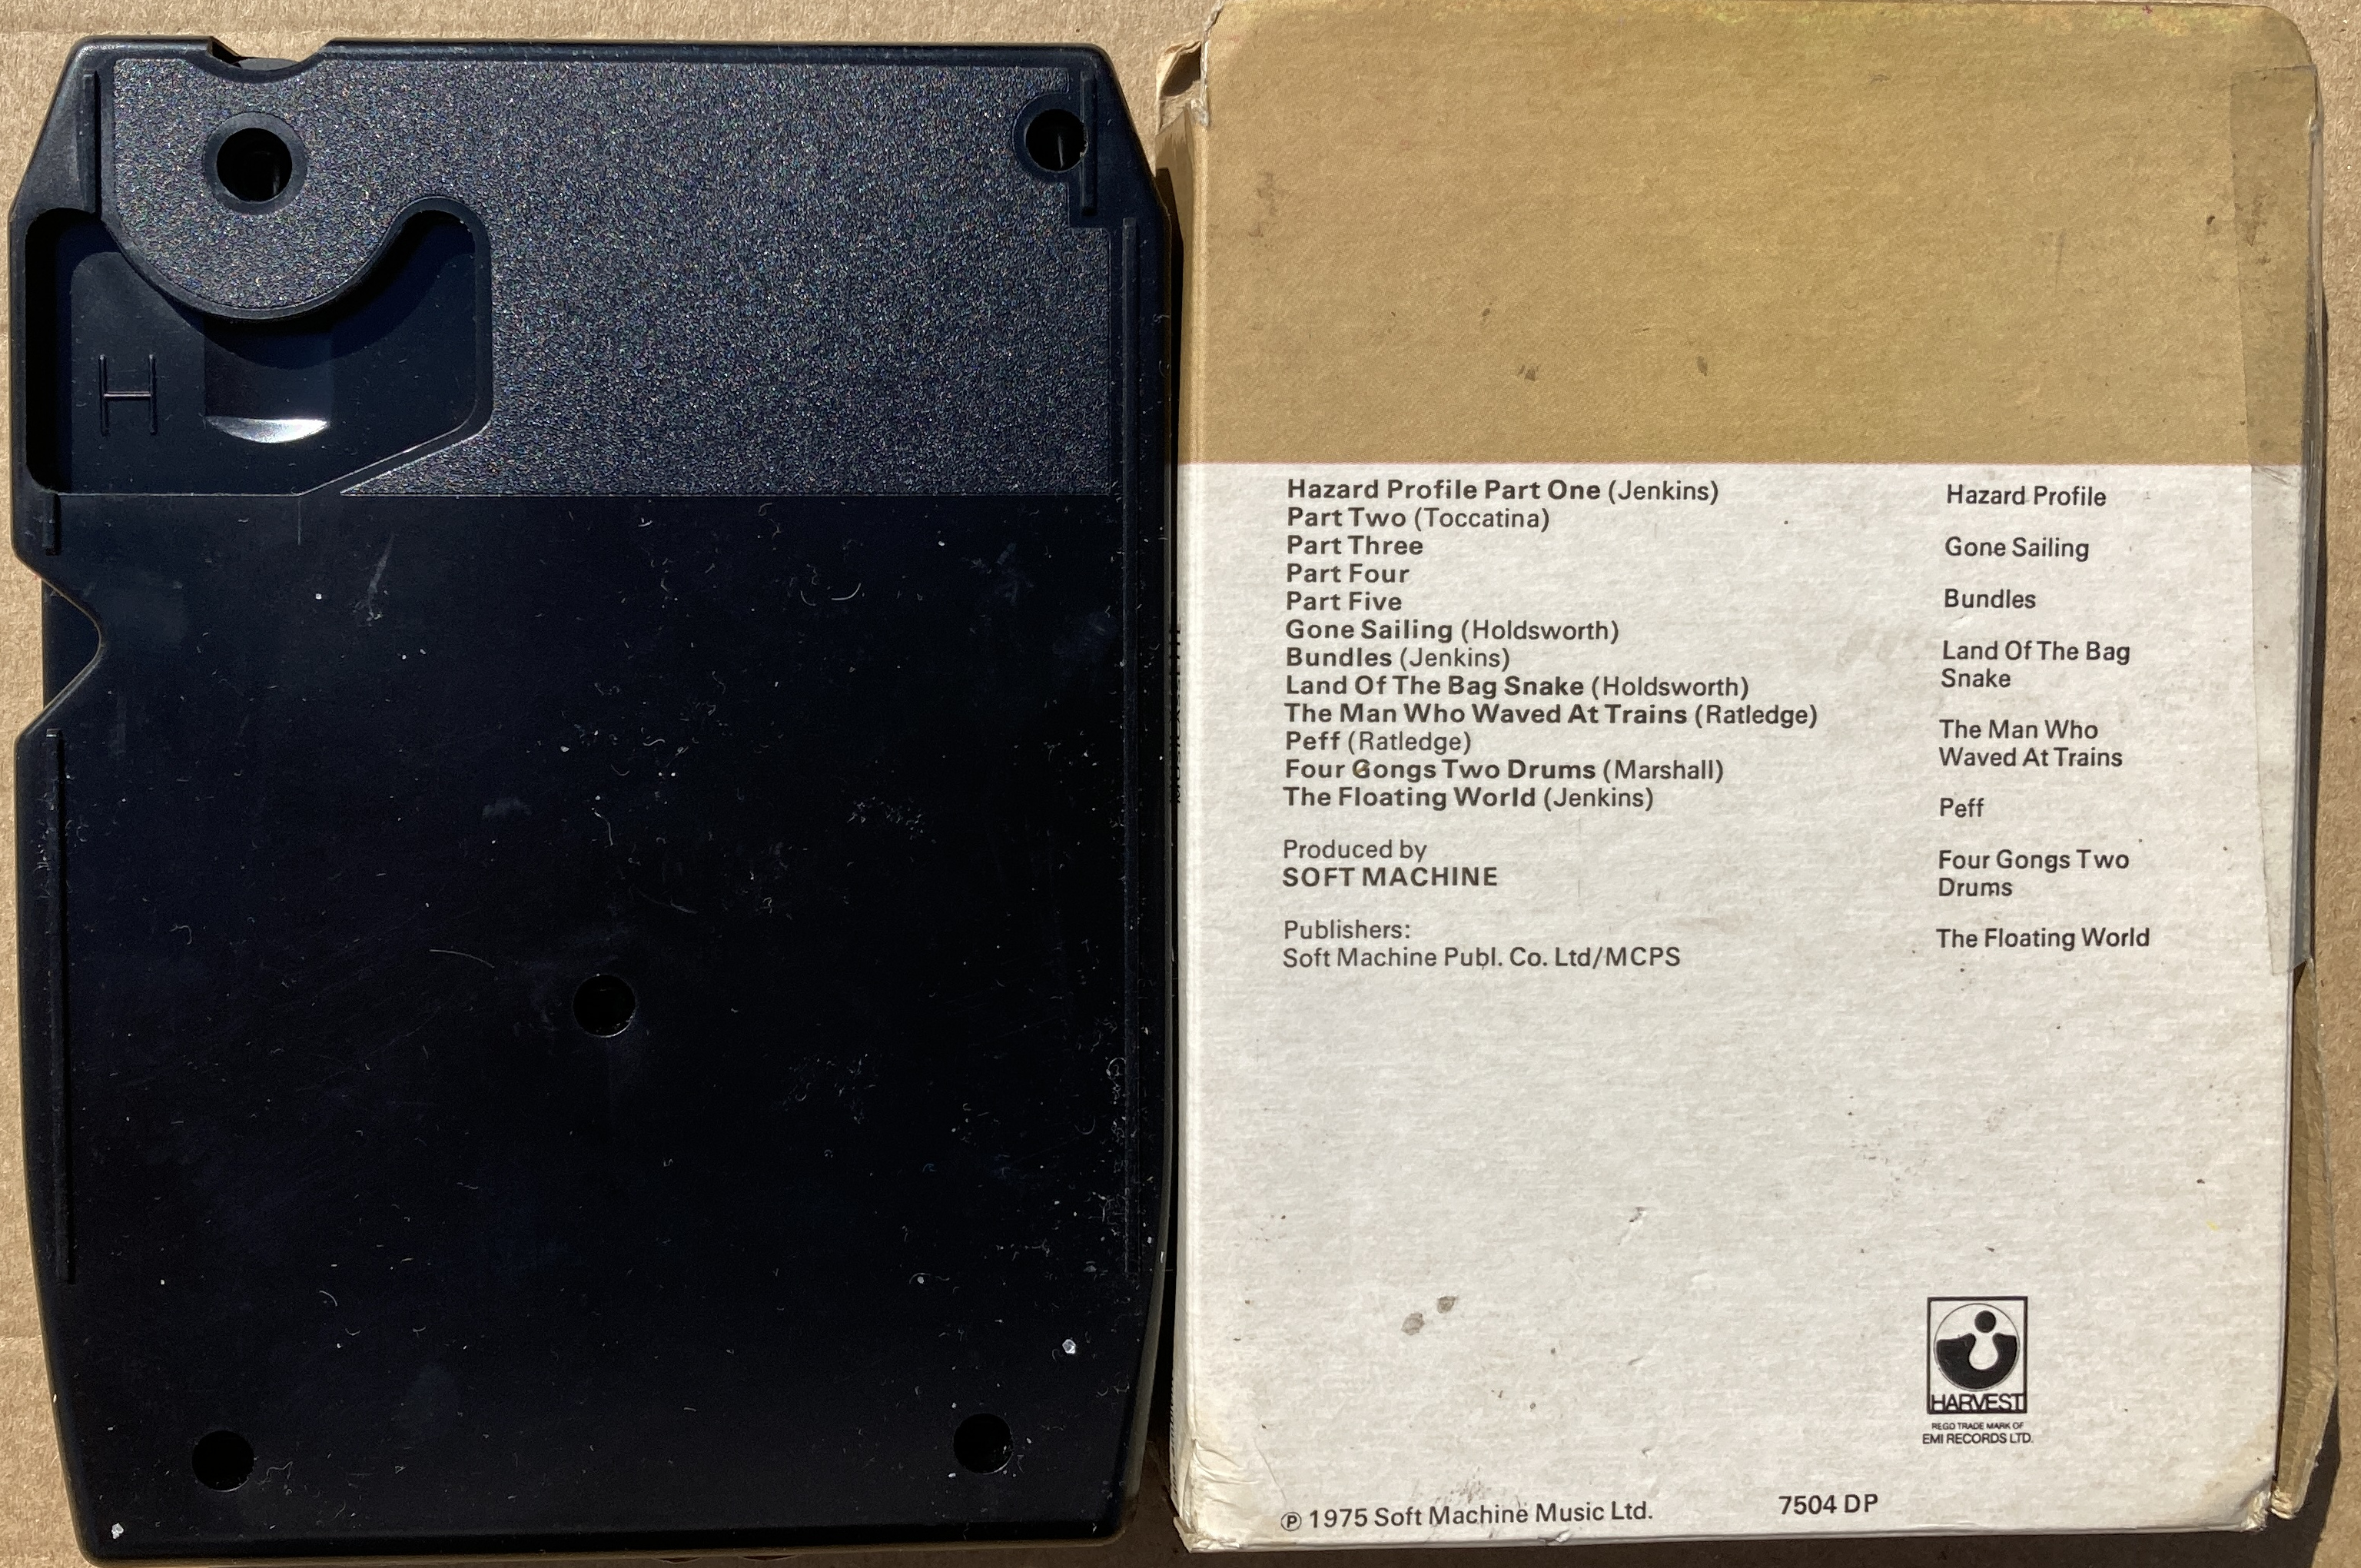 H
Hazard Profile Part One (Jenkins)
Part Two (Toccatina)
Part Three
Part Four
Part Five
Gone Sailing (Holdsworth)
Bundles (Jenkins)
Land Of The Bag Snake (Holdsworth)
The Man Who Waved At Trains (Ratledge)
Peff (Ratledge)
Four Gongs Two Drums (Marshall)
The Floating World (Jenkins)
Produced by
SOFT MACHINE
Publishers:
Soft Machine Publ. Co. Ltd/MCPS
Hazard Profile
Gone Sailing
Bundles
Land Of The Bag
Snake
The Man Who
Waved At Trains
Peff
Four Gongs Two
Drums
The Floating World
HARVEST
REGD TRADE MARK OF
EMI RECORDS LTD.
℗ 1975 Soft Machine Music Ltd.
7504 DP